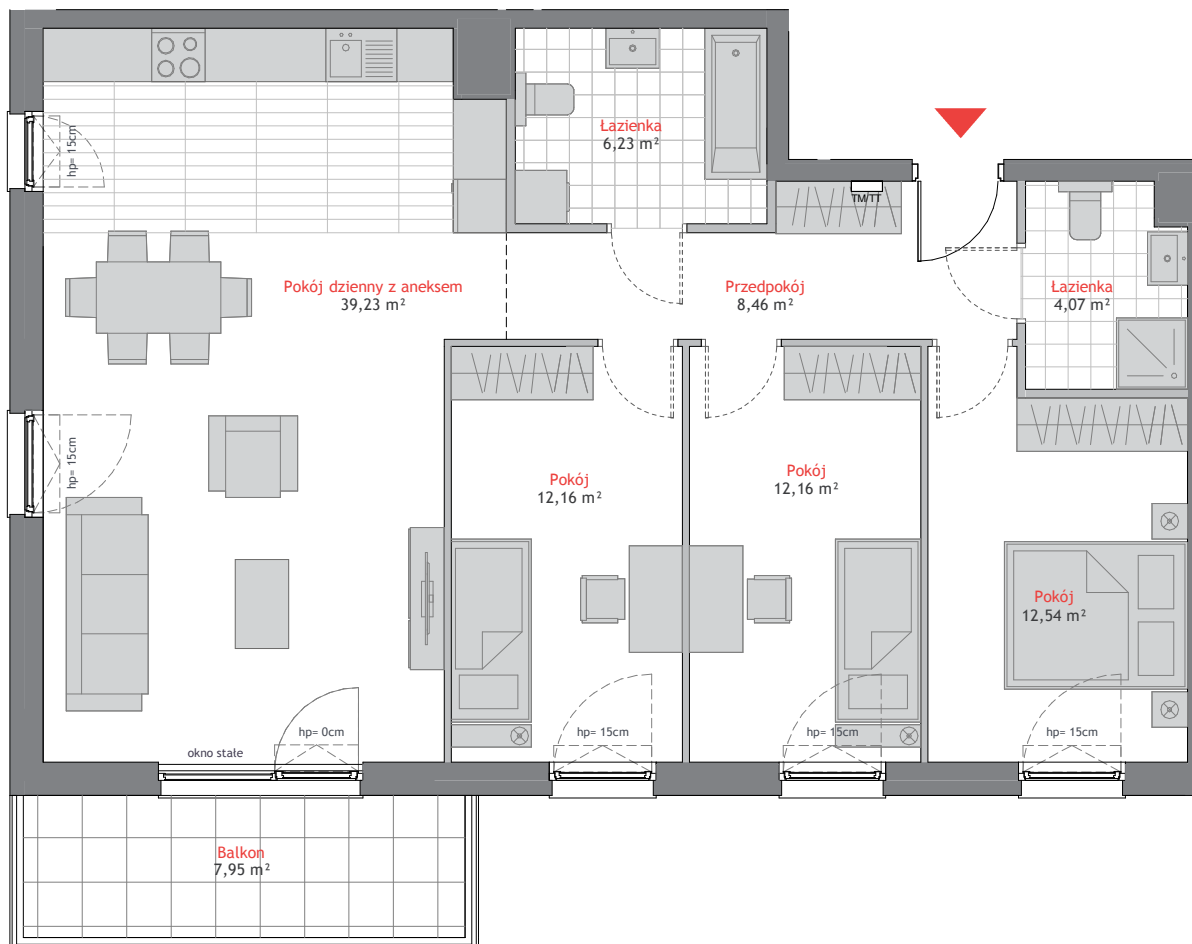 hp= 15cm
Łazienka
6,23 m²
TM/TT
Pokój dzienny z aneksem
39,23 m²
Przedpokój
8,46 m²
Łazienka
4,07 m²
hp= 15cm
Pokój
12,16 m²
Pokój
12,16 m²
Pokój
12,54 m²
okno stałe
hp= 0cm
hp= 15cm
hp= 15cm
hp= 15cm
Balkon
7,95 m²